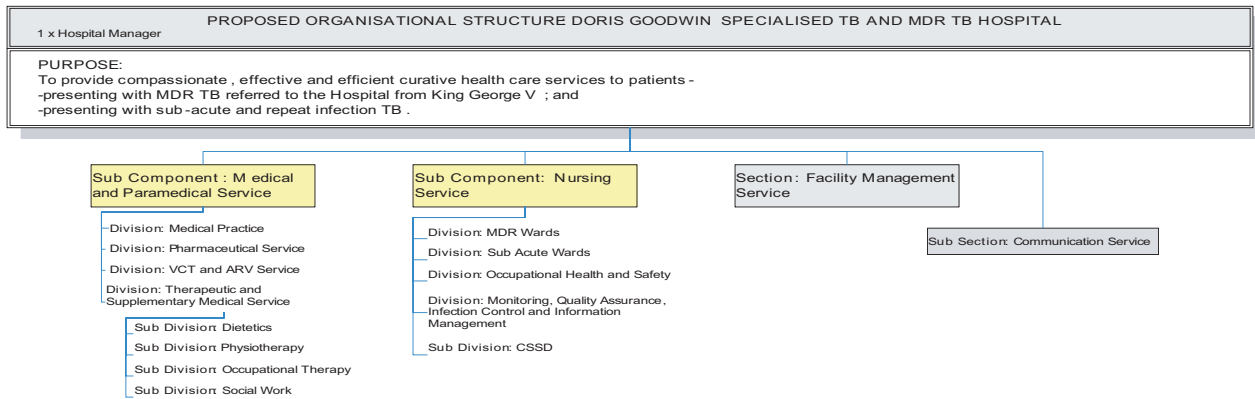 PROPOSED ORGANISATIONAL STRUCTURE DORIS GOODWIN SPECIALISED TB AND MDR TB HOSPITAL
1 x Hospital Manager
PURPOSE:
To provide compassionate , effective and efficient curative health care services to patients -
-presenting with MDR TB referred to the Hospital from King George V ; and
-presenting with sub-acute and repeat infection TB .
Sub Component : Medical
and Paramedical Service
Division: Medical Practice
Division: Pharmaceutical Service
Division: VCT and ARV Service
Division: Therapeutic and
Supplementary Medical Service
Sub Division: Dietetics
Sub Division: Physiotherapy
Sub Division: Occupational Therapy
Sub Division: Social Work
Sub Component: Nursing
Service
Division: MDR Wards
Division: Sub Acute Wards
Division: Occupational Health and Safety
Division: Monitoring, Quality Assurance,
Infection Control and Information
Management
Sub Division: CSSD
Section: Facility Management
Service
Sub Section: Communication Service